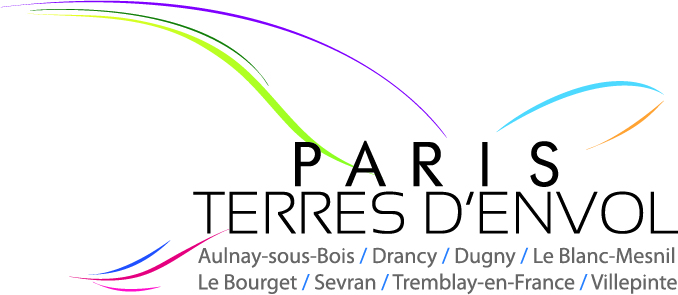 PARIS
TERRES D'ENVOL
Aulnay-sous-Bois / Drancy / Dugny / Le Blanc-Mesnil
Le Bourget / Sevran / Tremblay-en-France / Villepinte